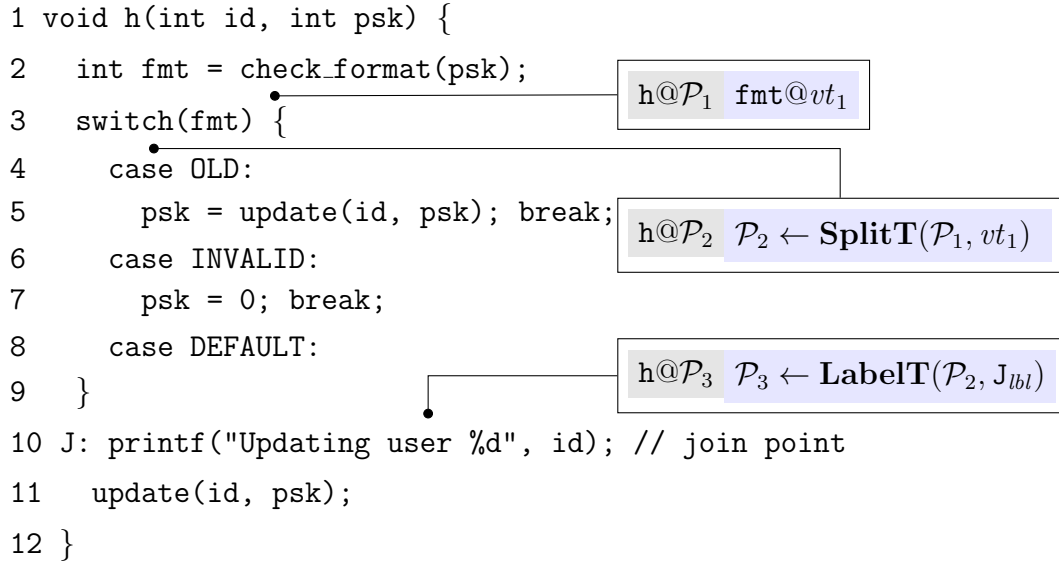 1 void h(int id, int psk) {
2 int fmt = check_format(psk);
h@𝒫₁ fmt@vt₁
3 switch(fmt) {
4 case OLD:
5 psk = update(id, psk); break;
h@𝒫₂ 𝒫₂ ← SplitT(𝒫₁, vt₁)
6 case INVALID:
7 psk = 0; break;
8 case DEFAULT:
h@𝒫₃ 𝒫₃ ← LabelT(𝒫₂, J_lbl)
9 }
10 J: printf("Updating user %d", id); // join point
11 update(id, psk);
12 }